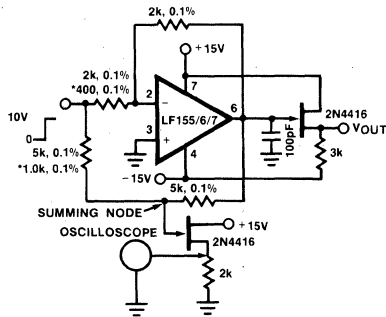 2k, 0.1%
+15V
2k, 0.1%
*400, 0.1%
2
7
10V
0
LF155/6/7
6
2N4416
VOUT
3
4
100pF
3k
5k, 0.1%
*1.0k, 0.1%
-15V
5k, 0.1%
SUMMING NODE
+15V
OSCILLOSCOPE
2N4416
2k